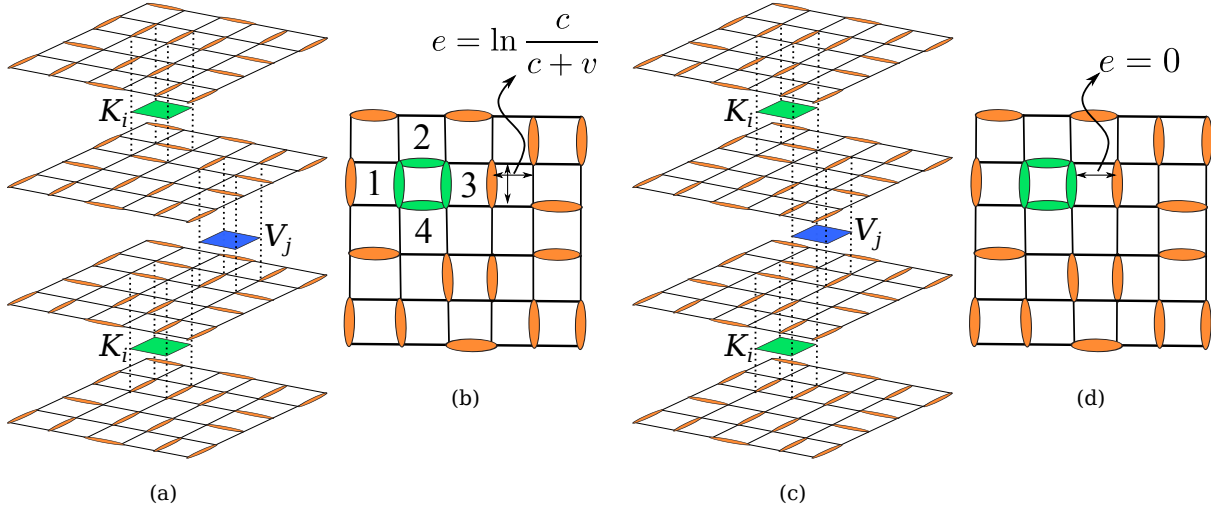 K_i
V_j
K_i
(a)
e = ln c/(c + v)
1
2
3
4
(b)
K_i
V_j
K_i
(c)
e = 0
(d)